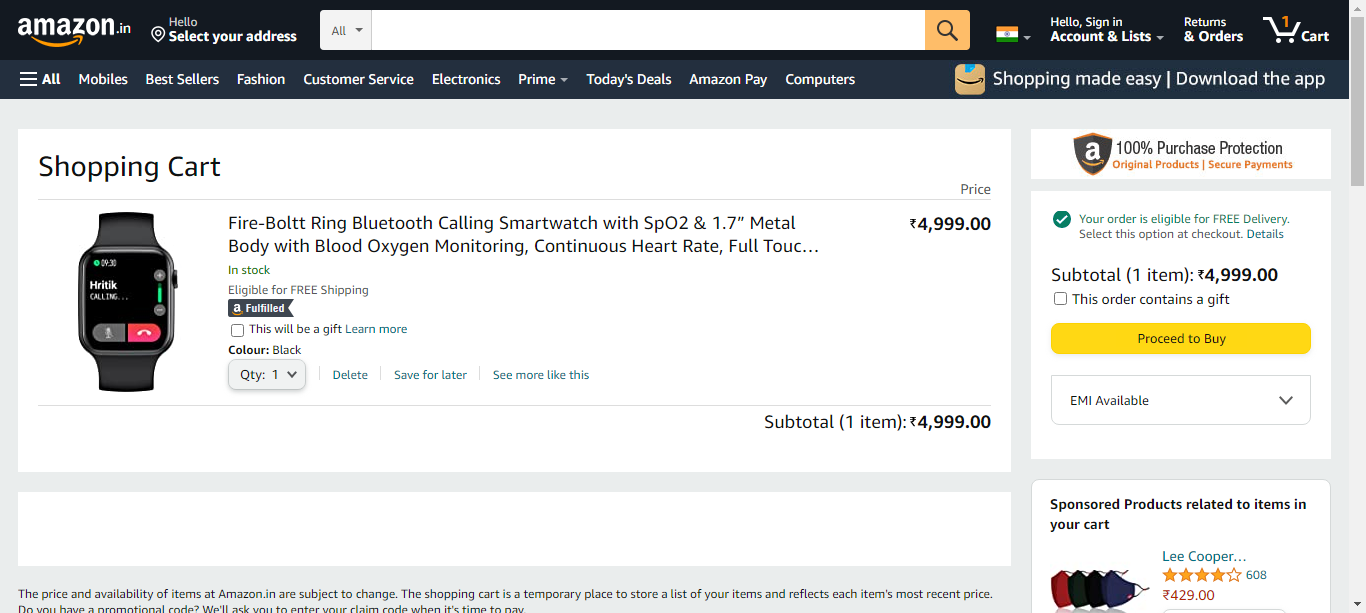 amazon.in
Hello
Select your address
All
Hello, Sign in
Account & Lists
Returns
& Orders
1
Cart
All Mobiles Best Sellers Fashion Customer Service Electronics Prime Today's Deals Amazon Pay Computers
Shopping made easy | Download the app
Shopping Cart
Price
09:30
Hritik
CALLING...
Fire-Boltt Ring Bluetooth Calling Smartwatch with SpO2 & 1.7” Metal
Body with Blood Oxygen Monitoring, Continuous Heart Rate, Full Touc…
₹4,999.00
In stock
Eligible for FREE Shipping
a Fulfilled
This will be a gift Learn more
Colour: Black
Qty: 1
Delete
Save for later
See more like this
Subtotal (1 item): ₹4,999.00
The price and availability of items at Amazon.in are subject to change. The shopping cart is a temporary place to store a list of your items and reflects each item's most recent price.
Do you have a promotional code? We'll ask you to enter your claim code when it's time to pay.
a
100% Purchase Protection
Original Products | Secure Payments
Your order is eligible for FREE Delivery.
Select this option at checkout. Details
Subtotal (1 item): ₹4,999.00
This order contains a gift
Proceed to Buy
EMI Available
Sponsored Products related to items in
your cart
Lee Cooper…
608
₹429.00